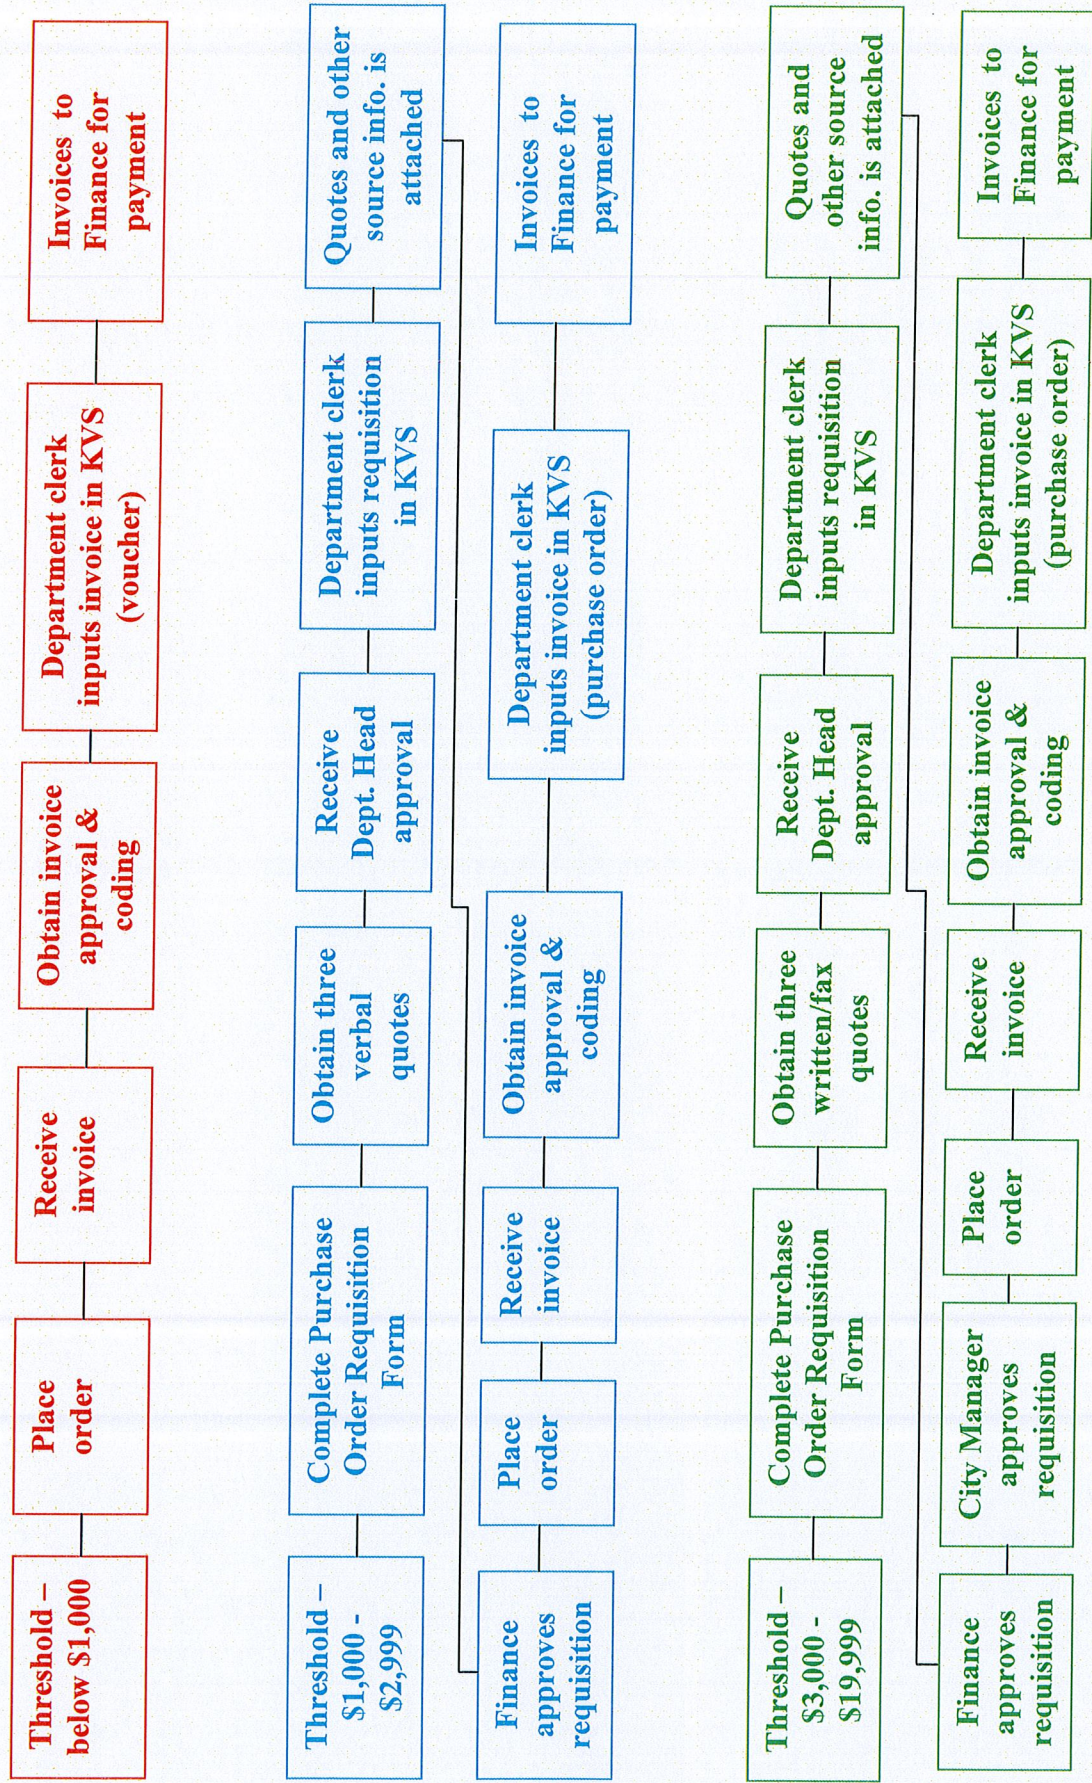 Threshold –
below $1,000
Place
order
Receive
invoice
Obtain invoice
approval &
coding
Department clerk
inputs invoice in KVS
(voucher)
Invoices to
Finance for
payment
Threshold –
$1,000 -
$2,999
Complete Purchase
Order Requisition
Form
Obtain three
verbal
quotes
Receive
Dept. Head
approval
Department clerk
inputs requisition
in KVS
Quotes and other
source info. is
attached
Finance
approves
requisition
Place
order
Receive
invoice
Obtain invoice
approval &
coding
Department clerk
inputs invoice in KVS
(purchase order)
Invoices to
Finance for
payment
Threshold –
$3,000 -
$19,999
Complete Purchase
Order Requisition
Form
Obtain three
written/fax
quotes
Receive
Dept. Head
approval
Department clerk
inputs requisition
in KVS
Quotes and
other source
info. is attached
Finance
approves
requisition
City Manager
approves
requisition
Place
order
Receive
invoice
Obtain invoice
approval &
coding
Department clerk
inputs invoice in KVS
(purchase order)
Invoices to
Finance for
payment